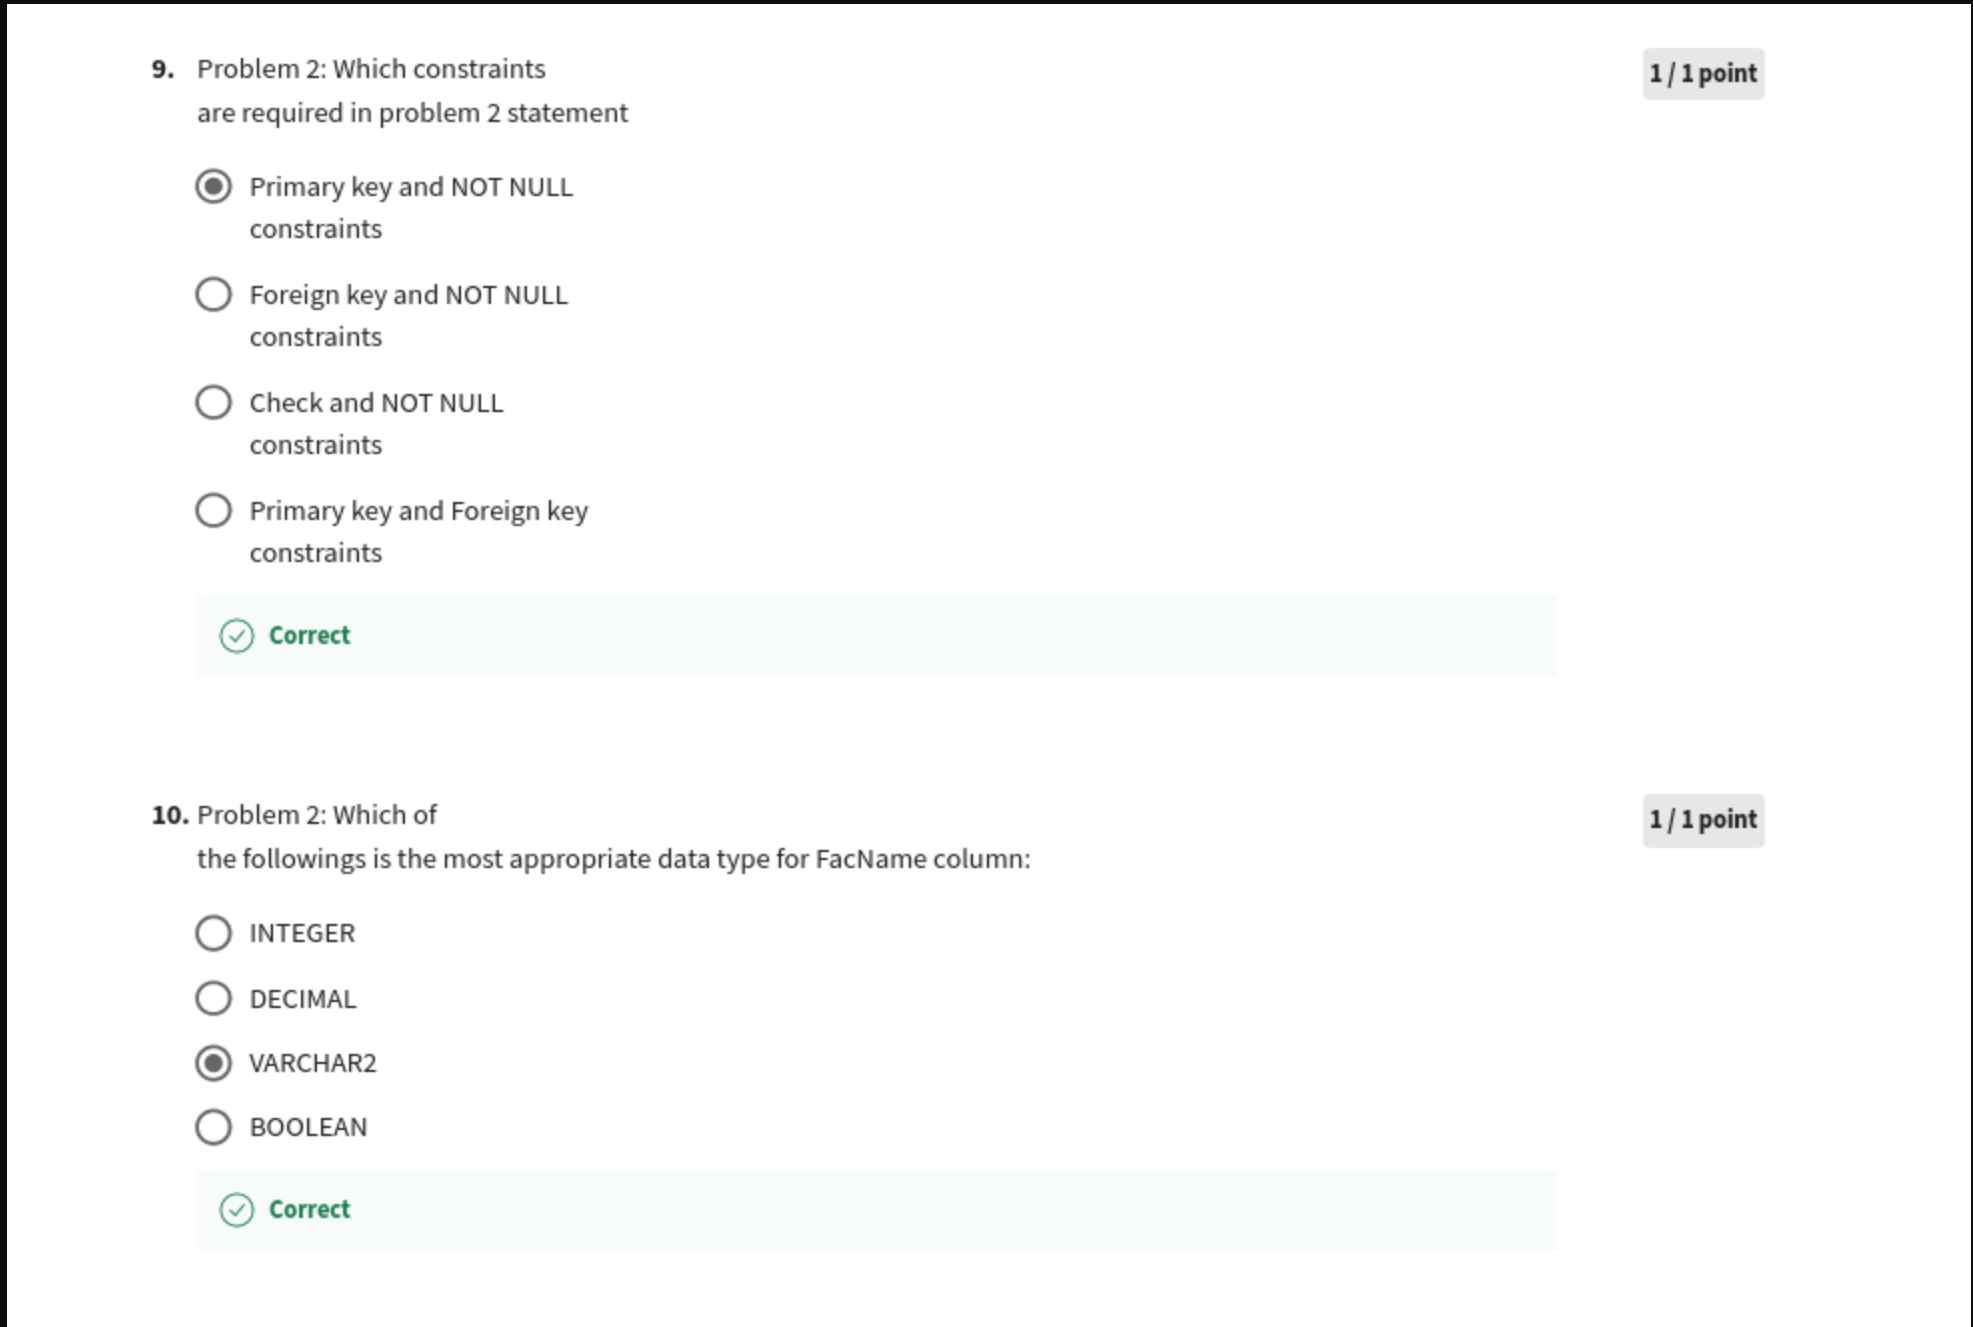 9. Problem 2: Which constraints
are required in problem 2 statement
1 / 1 point
Primary key and NOT NULL
constraints
Foreign key and NOT NULL
constraints
Check and NOT NULL
constraints
Primary key and Foreign key
constraints
Correct
10. Problem 2: Which of
the followings is the most appropriate data type for FacName column:
1 / 1 point
INTEGER
DECIMAL
VARCHAR2
BOOLEAN
Correct